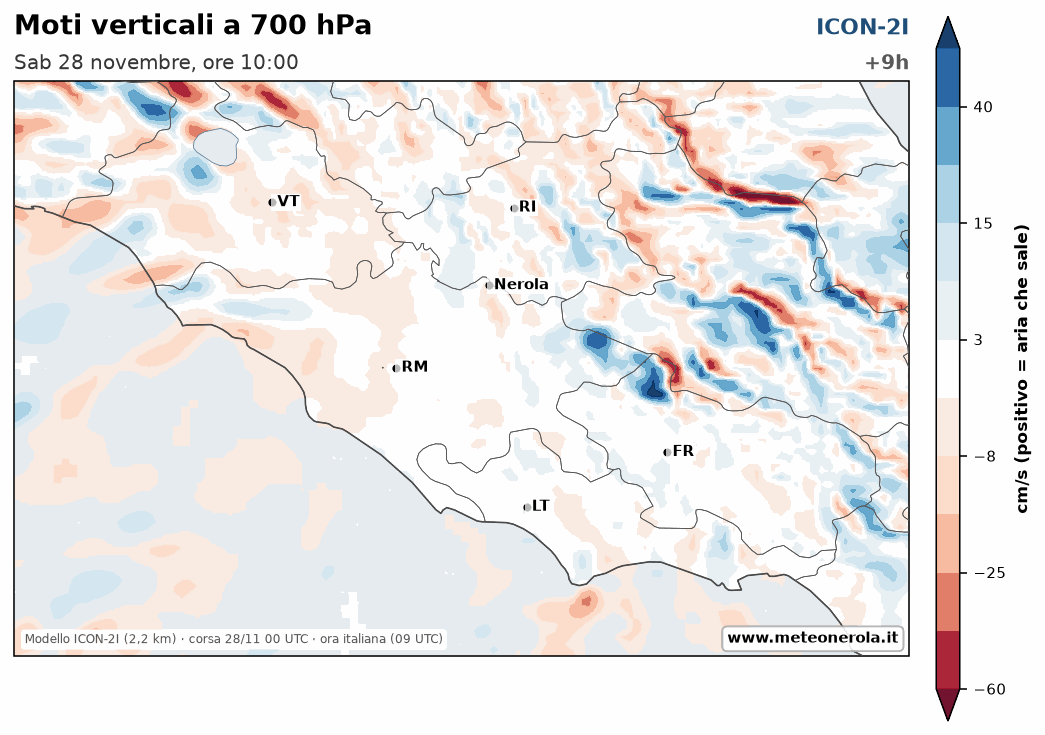 Moti verticali a 700 hPa
ICON-2I
Sab 28 novembre, ore 10:00
+9h
VT
RI
Nerola
RM
FR
LT
40
15
3
−8
−25
−60
cm/s (positivo = aria che sale)
Modello ICON-2I (2,2 km) · corsa 28/11 00 UTC · ora italiana (09 UTC)
www.meteonerola.it